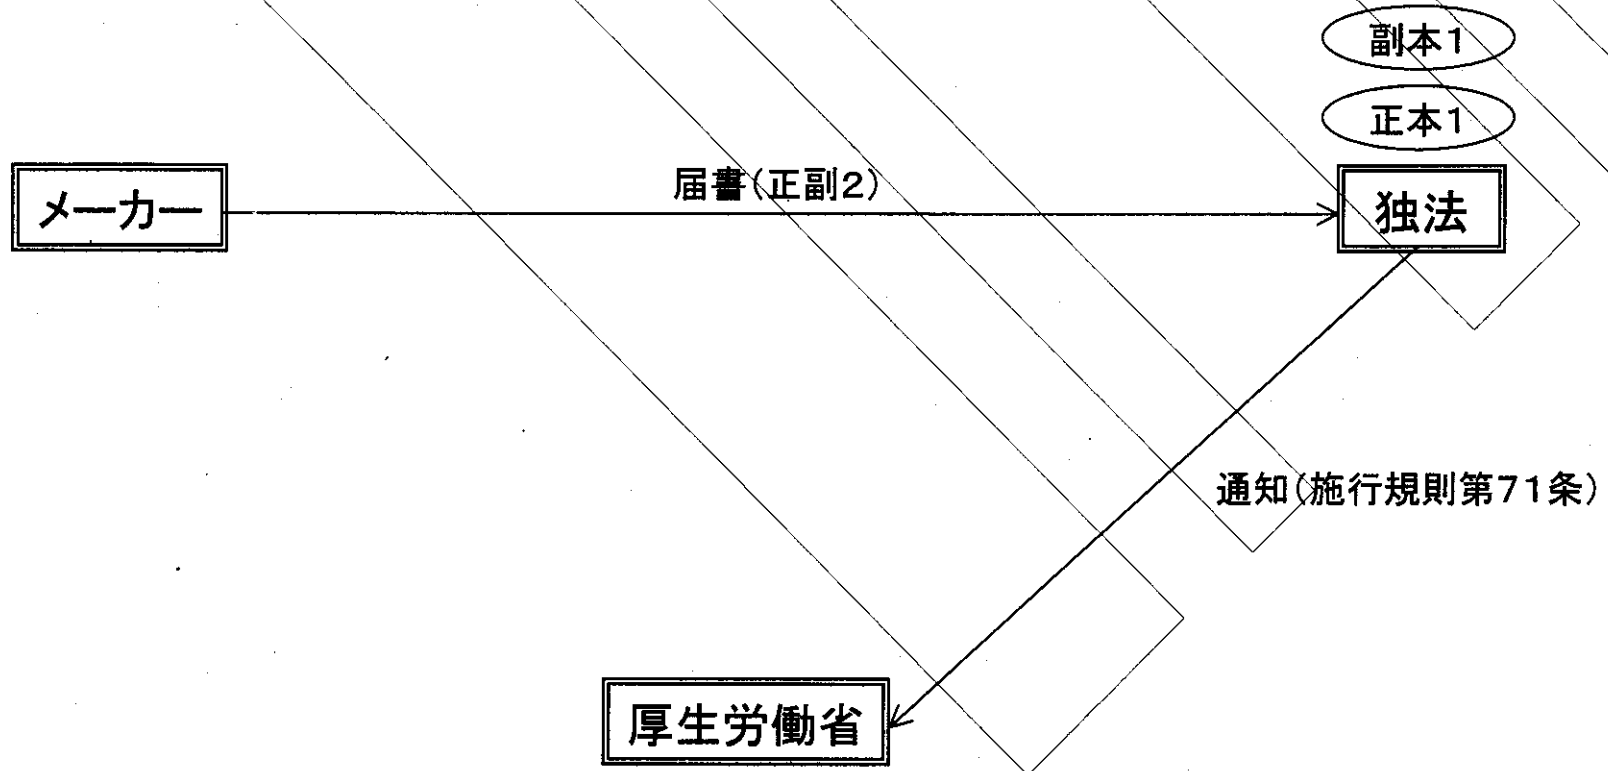 副本1
正本1
メーカー
届書(正副2)
独法
通知(施行規則第71条)
厚生労働省